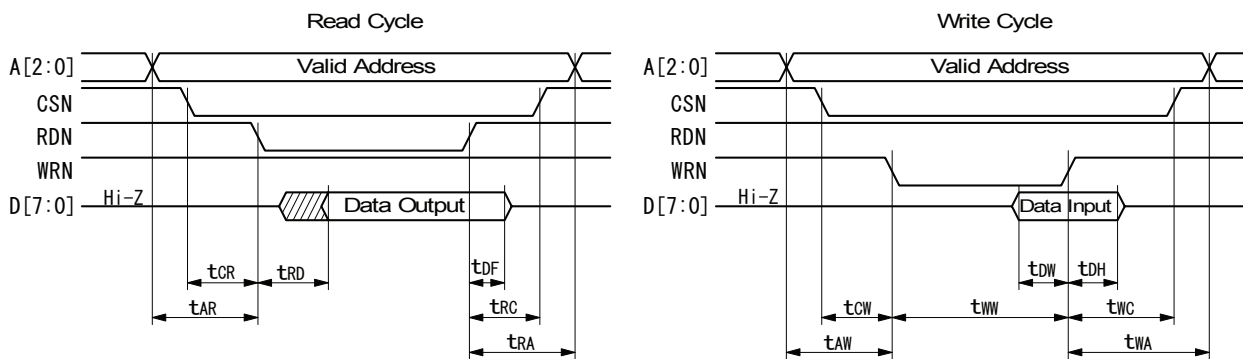 Read Cycle
Write Cycle
A[2:0] Valid Address
CSN
RDN
WRN
D[7:0] Hi-Z Data Output
tCR tRD tDF
tAR tRC
tRA
A[2:0] Valid Address
CSN
RDN
WRN
D[7:0] Hi-Z Data Input
tDW tDH
tCW tWW tWC
tAW tWA